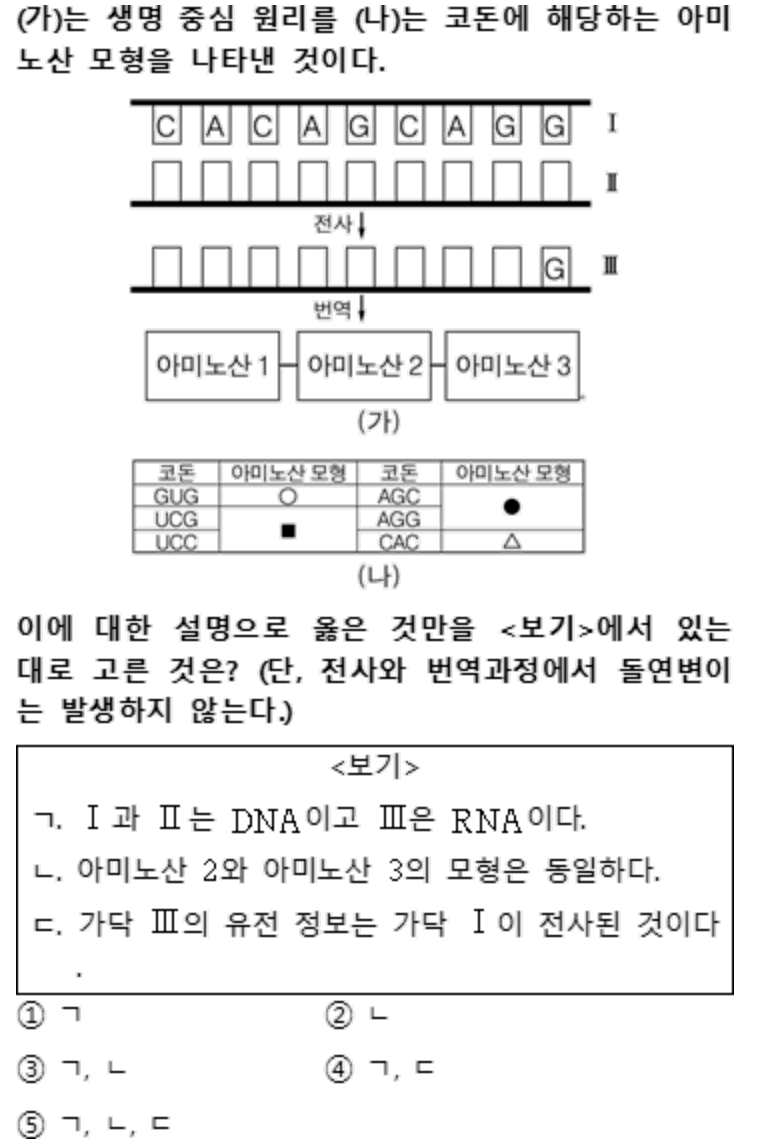 (가)는 생명 중심 원리를 (나)는 코돈에 해당하는 아미
노산 모형을 나타낸 것이다.
C A C A G C A G G Ⅰ
Ⅱ
전사
G Ⅲ
번역
아미노산 1 아미노산 2 아미노산 3
(가)
코돈 아미노산 모형 코돈 아미노산 모형
GUG ○ AGC ●
UCG ■ AGG
UCC CAC △
(나)
이에 대한 설명으로 옳은 것만을 <보기>에서 있는
대로 고른 것은? (단, 전사와 번역과정에서 돌연변이
는 발생하지 않는다.)
<보기>
ㄱ. Ⅰ과 Ⅱ는 DNA이고 Ⅲ은 RNA이다.
ㄴ. 아미노산 2와 아미노산 3의 모형은 동일하다.
ㄷ. 가닥 Ⅲ의 유전 정보는 가닥 Ⅰ이 전사된 것이다
.
① ㄱ ② ㄴ
③ ㄱ, ㄴ ④ ㄱ, ㄷ
⑤ ㄱ, ㄴ, ㄷ